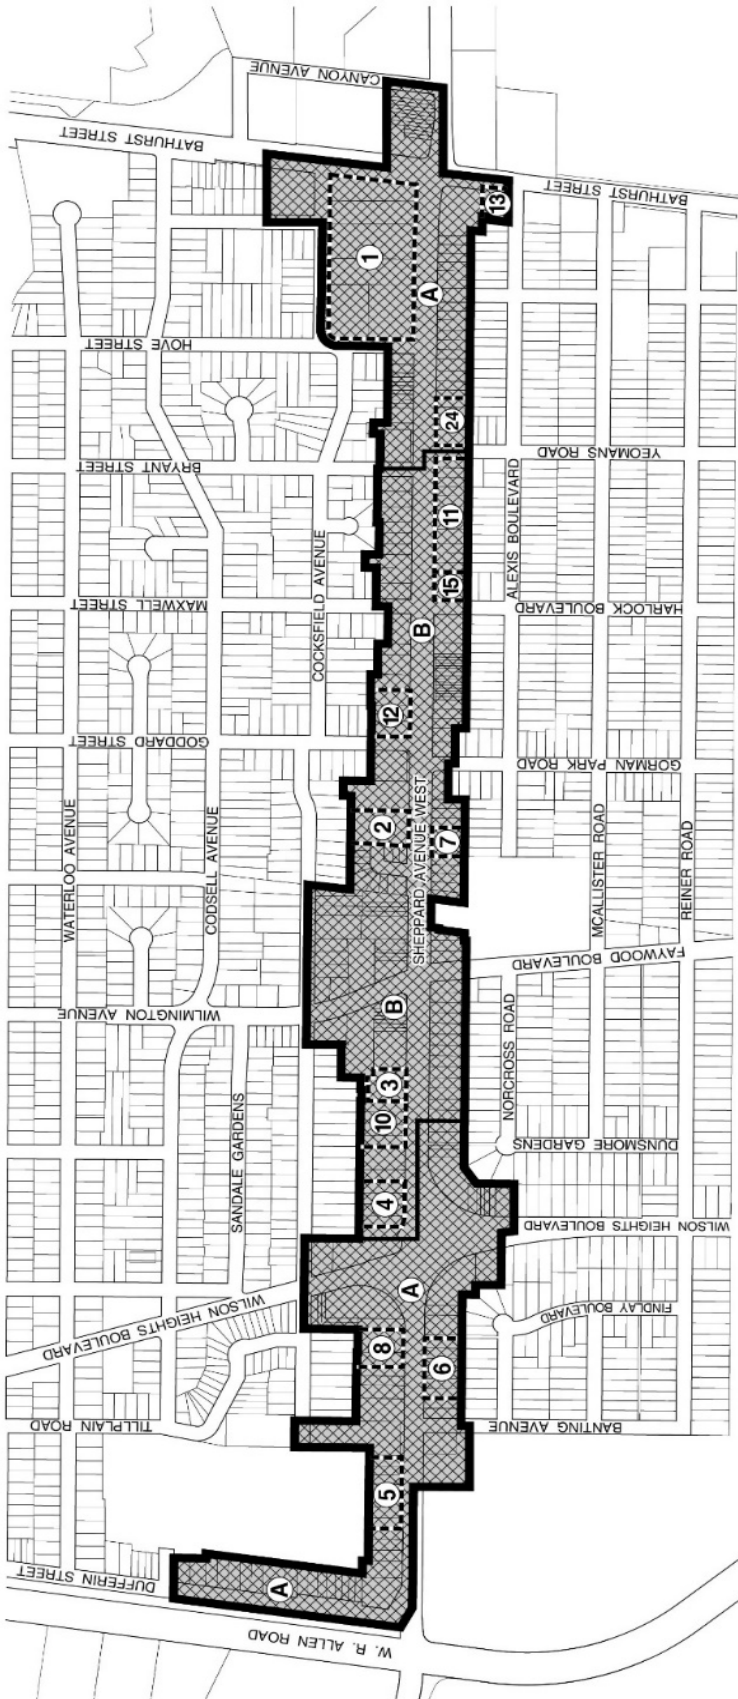 CANYON AVENUE
BATHURST STREET
BATHURST STREET
13
1
A
HOVE STREET
24
YEOMANS ROAD
BRYANT STREET
11
ALEXIS BOULEVARD
COCKSFIELD AVENUE
15
MAXWELL STREET
HARLOCK BOULEVARD
B
12
GODDARD STREET
GORMAN PARK ROAD
WATERLOO AVENUE
CODSELL AVENUE
2
SHEPPARD AVENUE WEST
7
MCALLISTER ROAD
REINER ROAD
FAYWOOD BOULEVARD
WILMINGTON AVENUE
B
NORCROSS ROAD
3
10
SANDALE GARDENS
DUNSMORE GARDENS
4
WILSON HEIGHTS BOULEVARD
WILSON HEIGHTS BOULEVARD
A
FINDLAY BOULEVARD
8
6
TILLPLAIN ROAD
BANTING AVENUE
5
DUFFERIN STREET
A
W. R. ALLEN ROAD